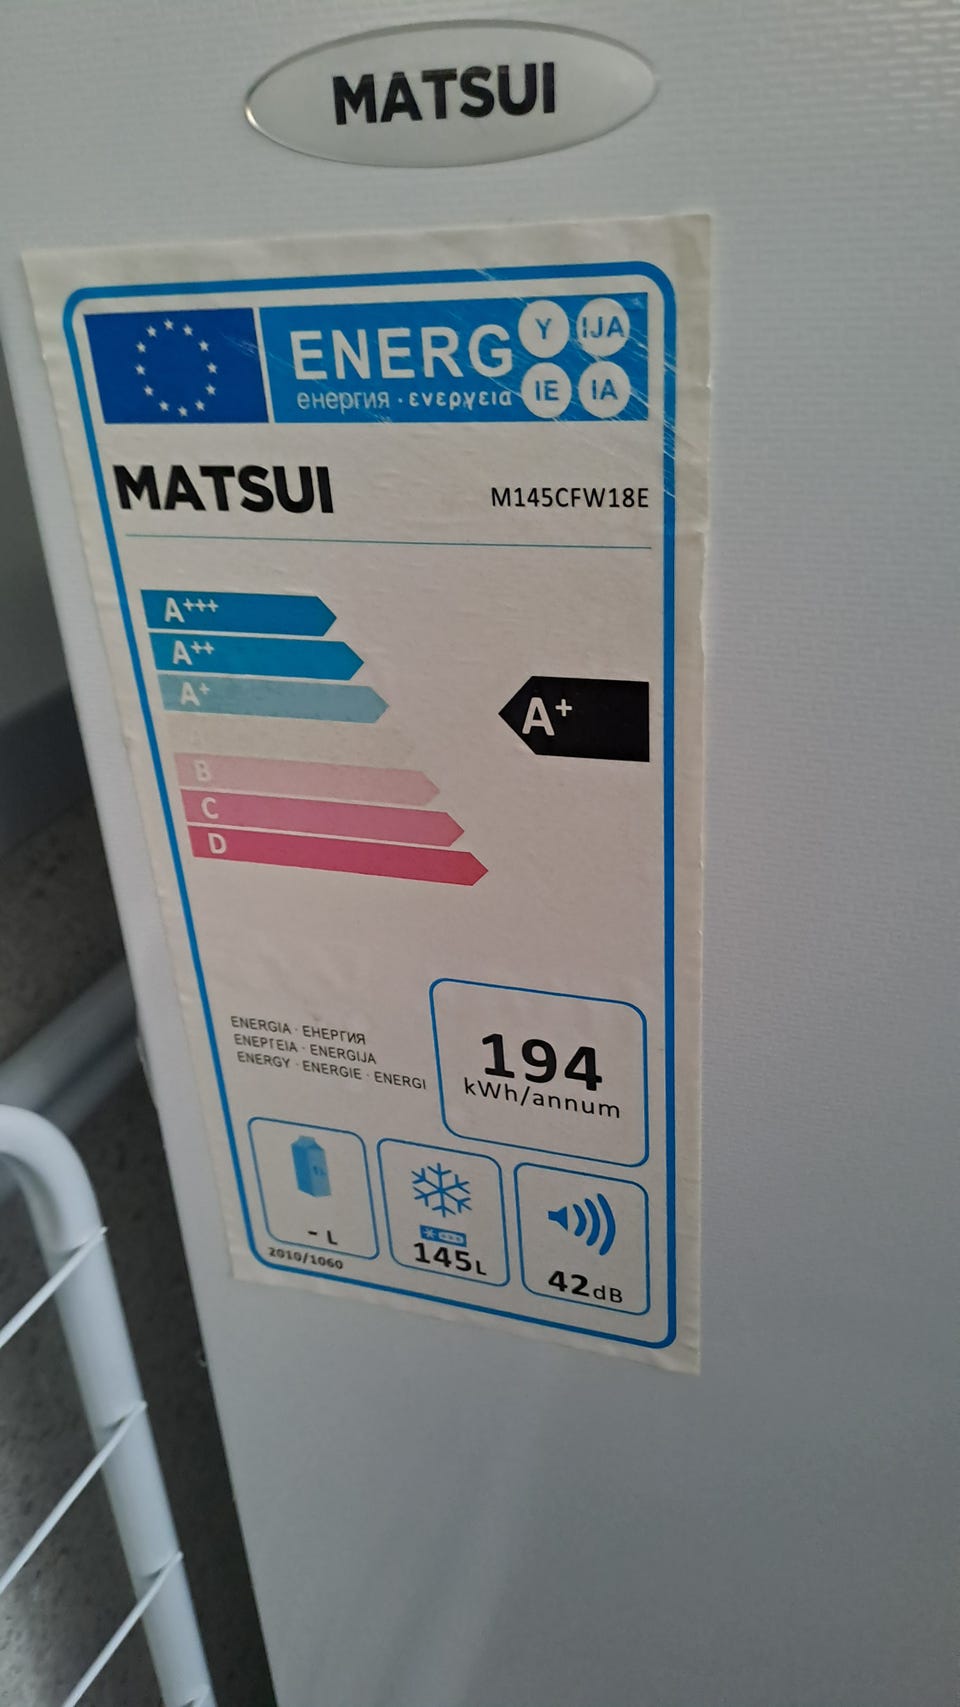 MATSUI
ENERG Y IJA
енергия · ενεργεια IE IA
MATSUI M145CFW18E
A+++
A++
A+
A+
B
C
D
ENERGIA · ЕНЕРГИЯ
ΕΝΕΡΓΕΙΑ · ENERGIJA
ENERGY · ENERGIE · ENERGI
194
kWh/annum
- L
145L
42dB
2010/1060